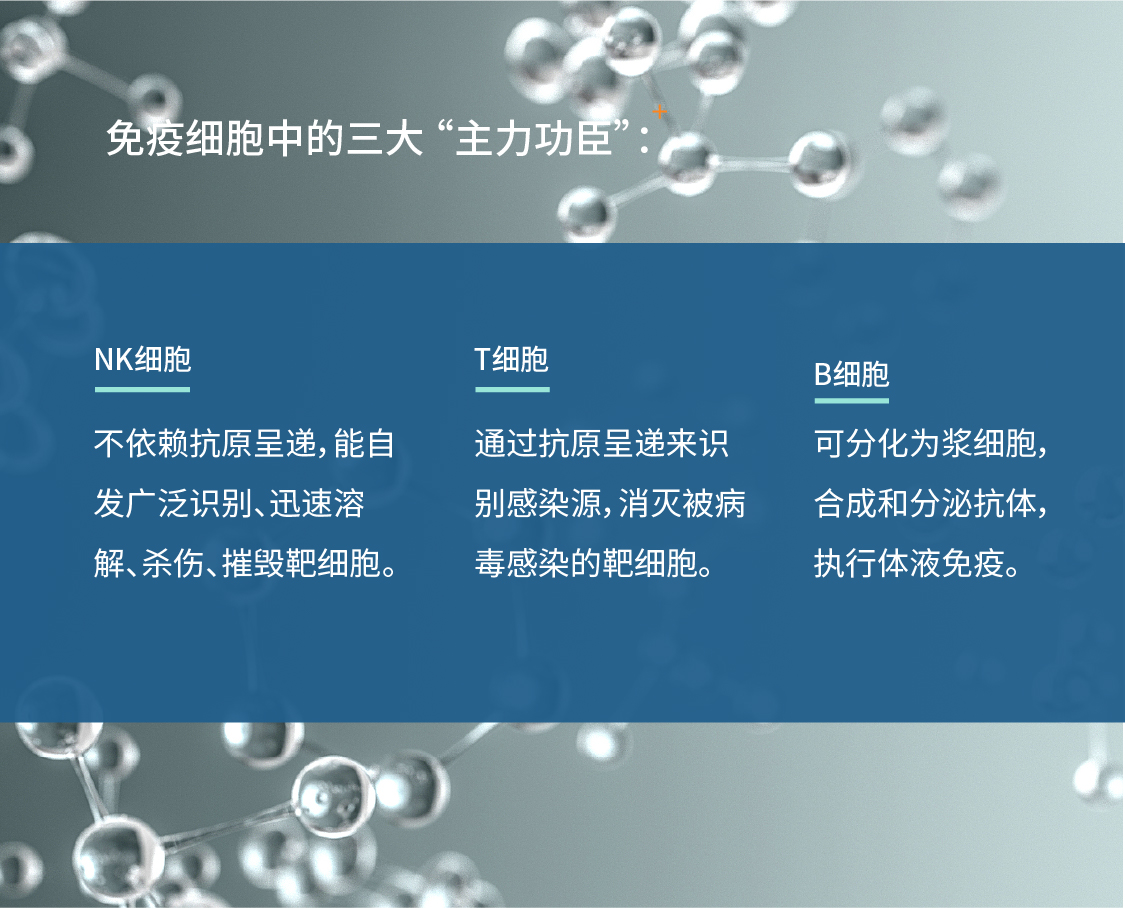 免疫细胞中的三大“主力功臣”：
NK细胞
不依赖抗原呈递，能自
发广泛识别、迅速溶
解、杀伤、摧毁靶细胞。
T细胞
通过抗原呈递来识
别感染源，消灭被病
毒感染的靶细胞。
B细胞
可分化为浆细胞，
合成和分泌抗体，
执行体液免疫。